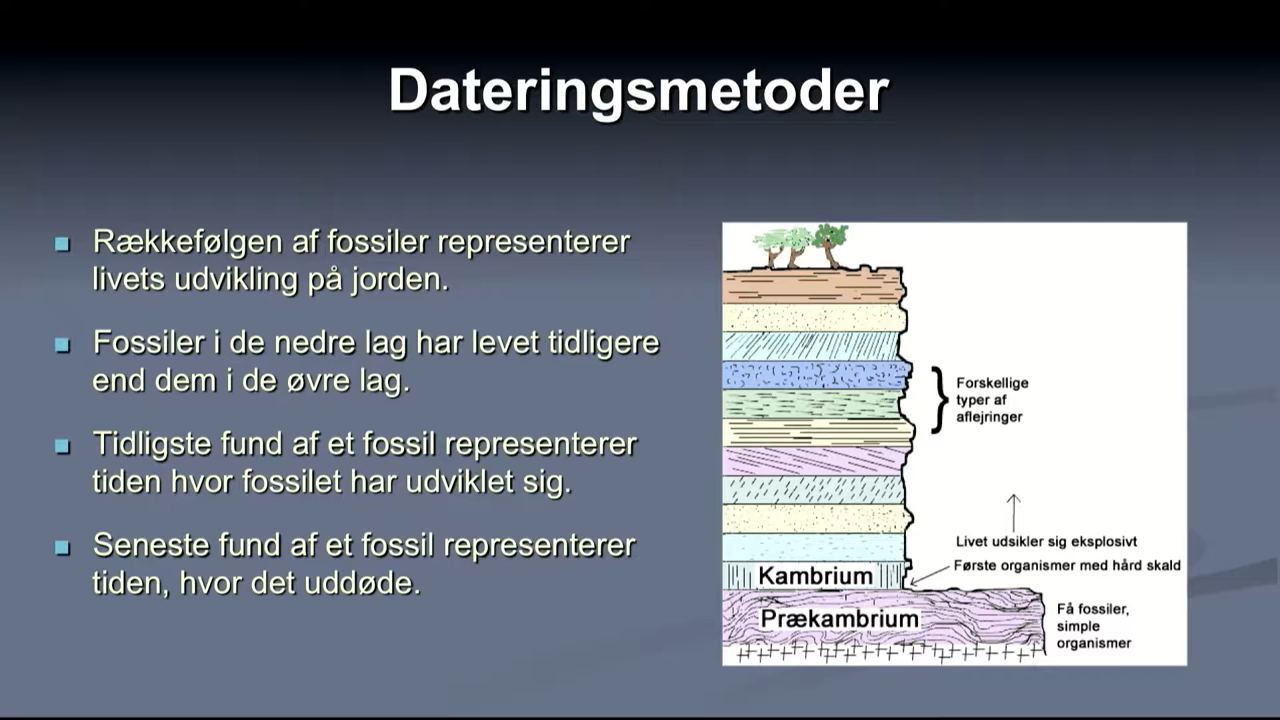 Dateringsmetoder
Rækkefølgen af fossiler representerer
livets udvikling på jorden.
Fossiler i de nedre lag har levet tidligere
end dem i de øvre lag.
Tidligste fund af et fossil representerer
tiden hvor fossilet har udviklet sig.
Seneste fund af et fossil representerer
tiden, hvor det uddøde.
Forskellige
typer af
aflejringer
Livet udsikler sig eksplosivt
Første organismer med hård skald
Kambrium
Prækambrium
Få fossiler,
simple
organismer